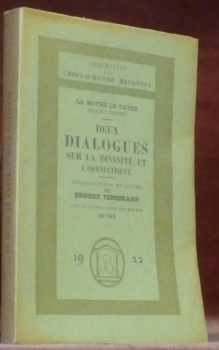 COLLECTION
DES
CHEFS-D'ŒUVRE MÉCONNUS
LA MOTHE LE VAYER
DEUX
DIALOGUES
SUR LA DIVINITÉ ET
L'OPINIATRETÉ
INTRODUCTION ET NOTES
DE
ERNEST TISSERAND
19 22